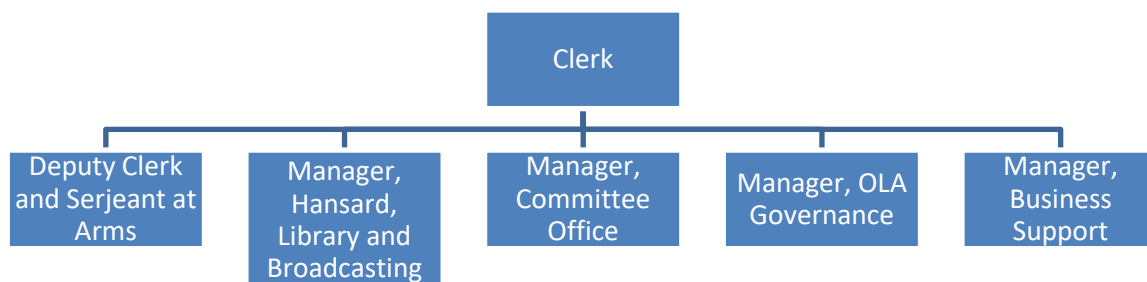 Clerk
Deputy Clerk
and Serjeant at
Arms
Manager,
Hansard,
Library and
Broadcasting
Manager,
Committee
Office
Manager, OLA
Governance
Manager,
Business
Support